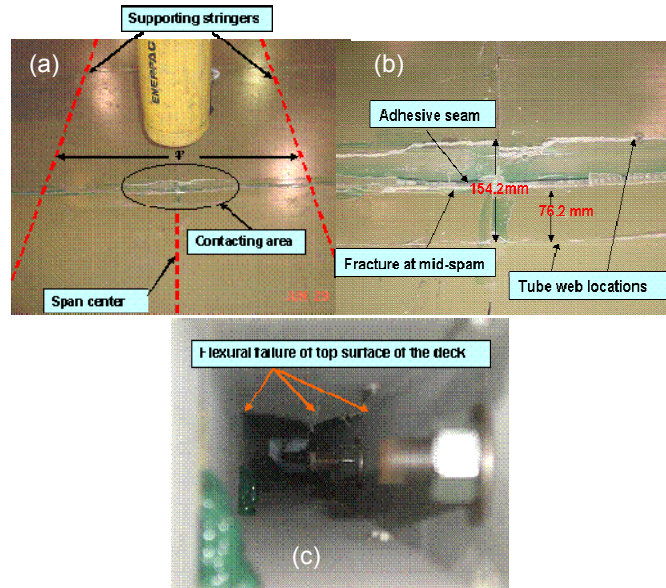 Supporting stringers
(a)
ENERPAC
4'
Contacting area
Span center
(b)
Adhesive seam
154.2mm
76.2 mm
Fracture at mid-spam
Tube web locations
Flexural failure of top surface of the deck
(c)